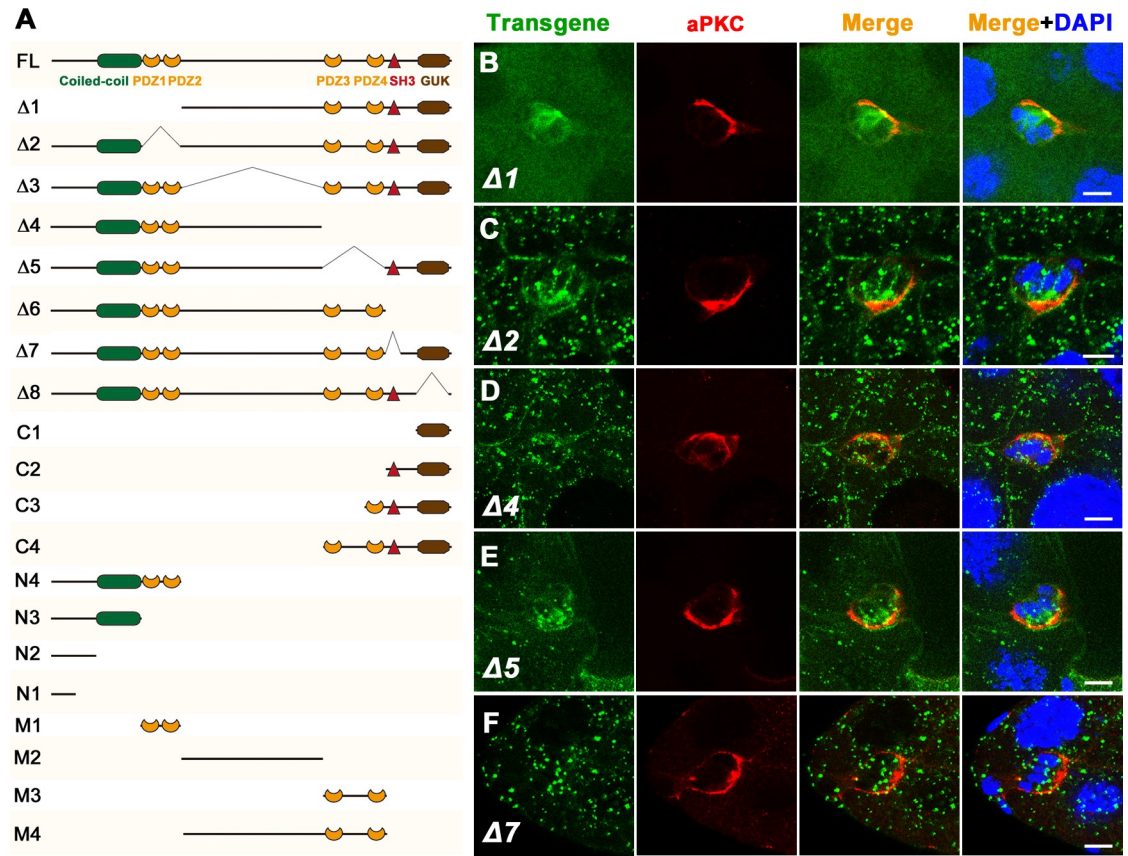 A
FL
Coiled-coil PDZ1 PDZ2 PDZ3 PDZ4 SH3 GUK
Δ1
Δ2
Δ3
Δ4
Δ5
Δ6
Δ7
Δ8
C1
C2
C3
C4
N4
N3
N2
N1
M1
M2
M3
M4
Transgene aPKC Merge Merge+DAPI
B
Δ1
C
Δ2
D
Δ4
E
Δ5
F
Δ7